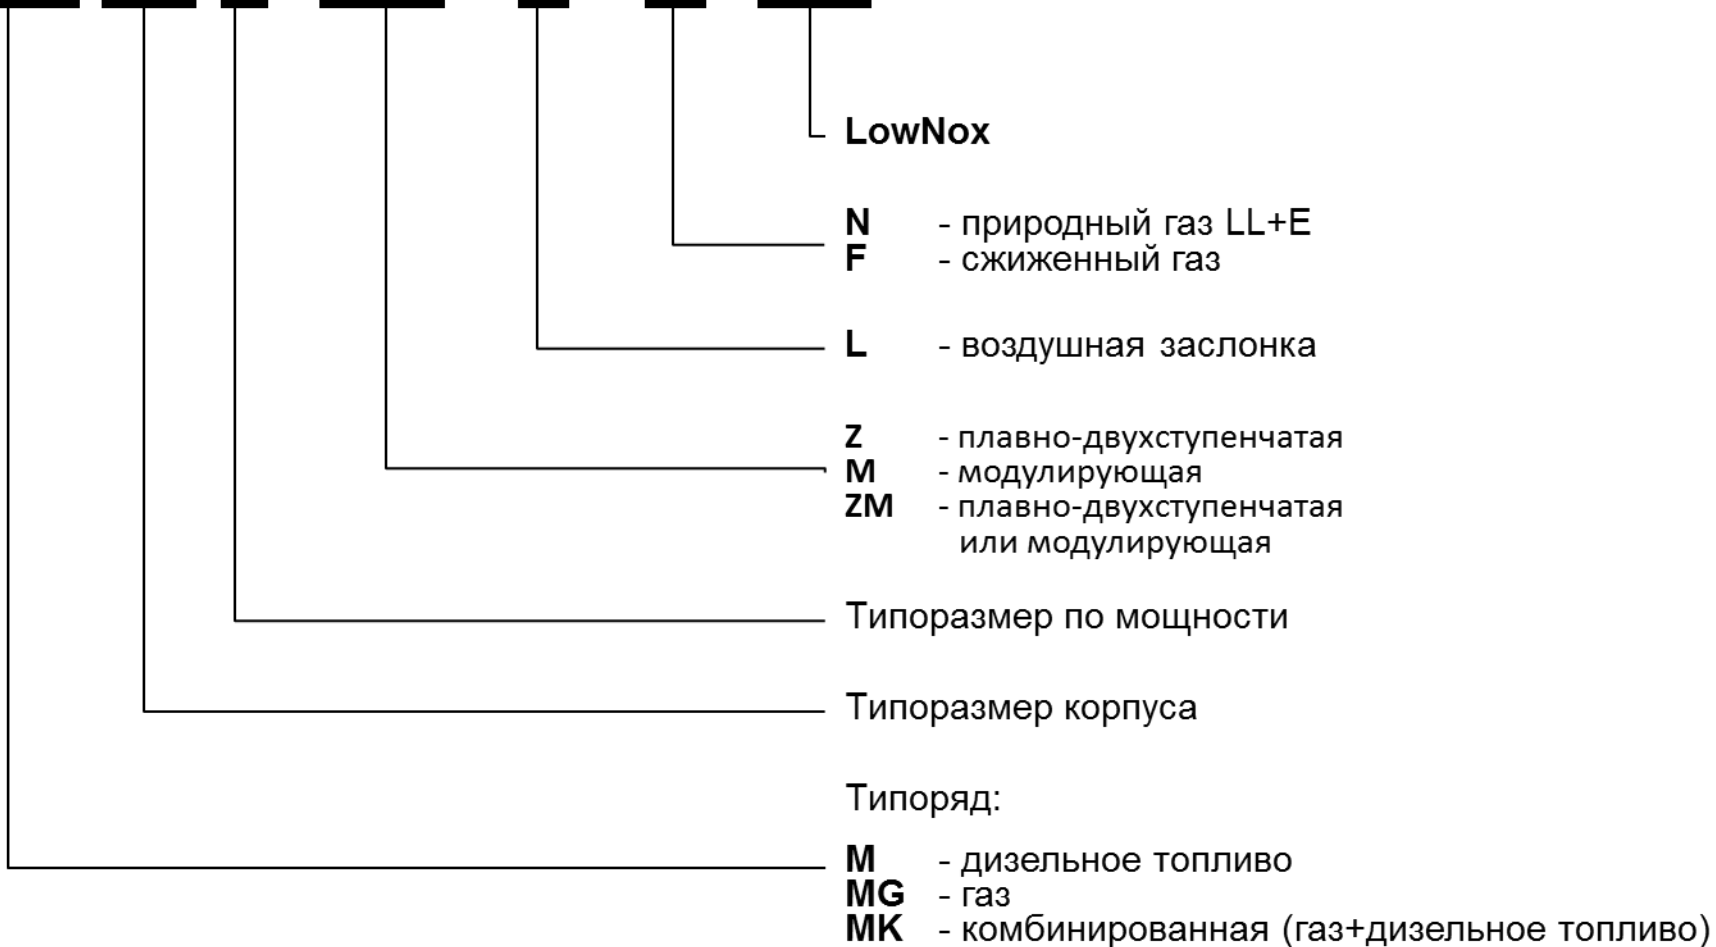 LowNox
N - природный газ LL+E
F - сжиженный газ
L - воздушная заслонка
Z - плавно-двухступенчатая
M - модулирующая
ZM - плавно-двухступенчатая
или модулирующая
Типоразмер по мощности
Типоразмер корпуса
Типоряд:
M - дизельное топливо
MG - газ
MK - комбинированная (газ+дизельное топливо)